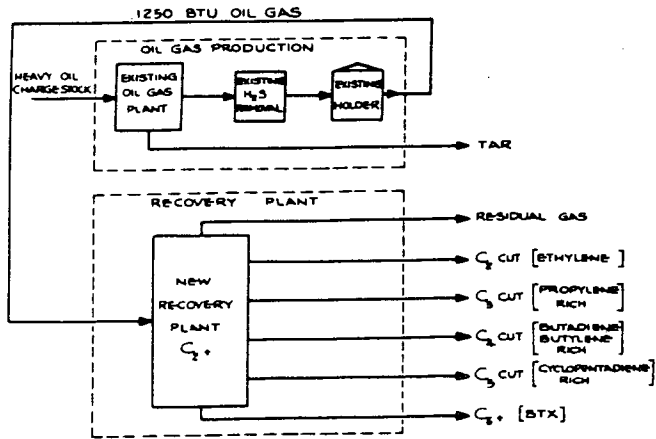 1250 BTU OIL GAS
OIL GAS PRODUCTION
HEAVY OIL
CHARGE STOCK
EXISTING
OIL GAS
PLANT
EXISTING
H2S
REMOVAL
EXISTING
HOLDER
TAR
RECOVERY PLANT
NEW
RECOVERY
PLANT
C2+
RESIDUAL GAS
C2 CUT [ETHYLENE]
C3 CUT [PROPYLENE
RICH]
C4 CUT [BUTADIENE-
BUTYLENE
RICH]
C5 CUT [CYCLOPENTADIENE
RICH]
C6+ [BTX]